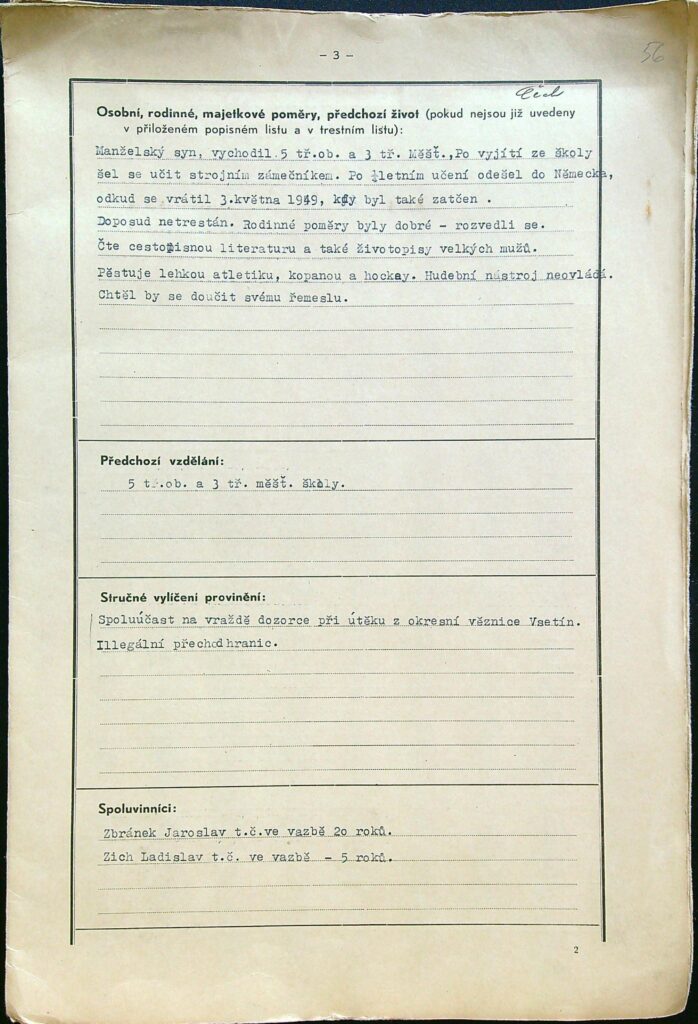 - 3 -
56
Osobní, rodinné, majetkové poměry, předchozí život (pokud nejsou již uvedeny
v přiloženém popisném listu a v trestním listu):
Manželský syn, vychodil 5 tř.ob. a 3 tř. Měšť.,Po vyjítí ze školy
šel se učit strojním zámečníkem. Po ½letním učení odešel do Německa,
odkud se vrátil 3.května 1949, kdy byl také zatčen .
Doposud netrestán. Rodinné poměry byly dobré - rozvedli se.
Čte cestopisnou literaturu a také životopisy velkých mužů.
Pěstuje lehkou atletiku, kopanou a hockay. Hudební nástroj neovládá.
Chtěl by se doučit svému řemeslu.
Předchozí vzdělání:
5 tř.ob. a 3 tř. měšť. školy.
Stručné vylíčení provinění:
Spoluúčast na vraždě dozorce při útěku z okresní věznice Vsetín.
Illegální přechod hranic.
Spoluvinníci:
Zbránek Jaroslav t.č.ve vazbě 20 roků.
Zich Ladislav t.č. ve vazbě - 5 roků.
2